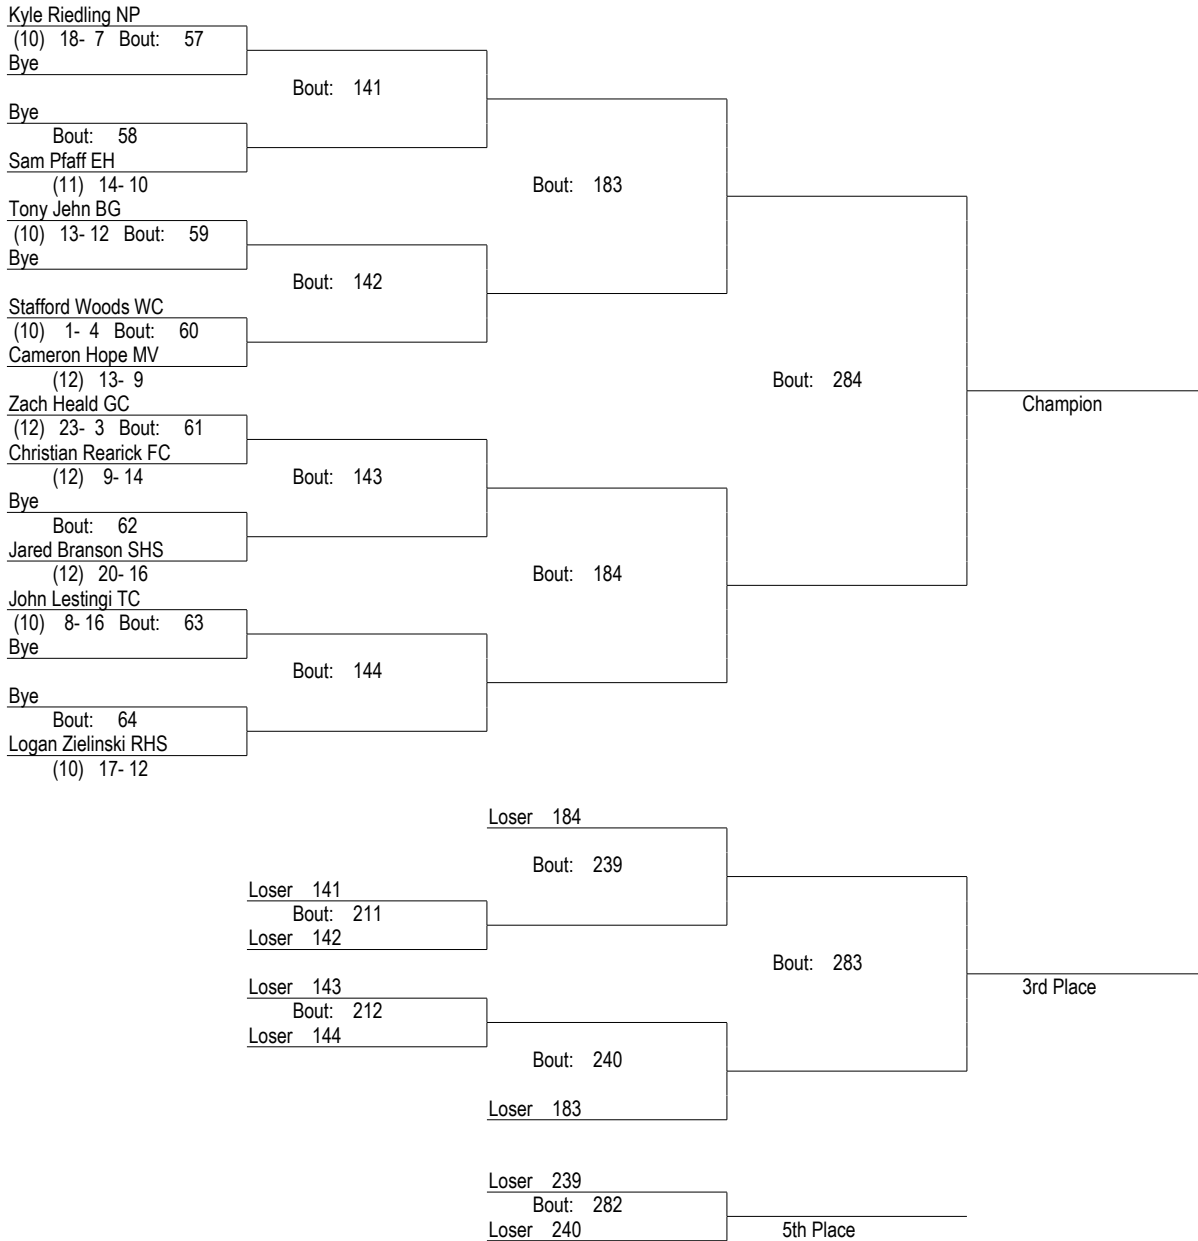 Kyle Riedling NP
(10) 18- 7 Bout: 57
Bye
Bout: 141
Bye
Bout: 58
Sam Pfaff EH
(11) 14- 10
Bout: 183
Tony Jehn BG
(10) 13- 12 Bout: 59
Bye
Bout: 142
Stafford Woods WC
(10) 1- 4 Bout: 60
Cameron Hope MV
(12) 13- 9
Bout: 284
Zach Heald GC
Champion
(12) 23- 3 Bout: 61
Christian Rearick FC
(12) 9- 14
Bout: 143
Bye
Bout: 62
Jared Branson SHS
(12) 20- 16
Bout: 184
John Lestingi TC
(10) 8- 16 Bout: 63
Bye
Bout: 144
Bye
Bout: 64
Logan Zielinski RHS
(10) 17- 12
Loser 184
Bout: 239
Loser 141
Bout: 211
Loser 142
Bout: 283
Loser 143
3rd Place
Bout: 212
Loser 144
Bout: 240
Loser 183
Loser 239
Bout: 282
Loser 240
5th Place